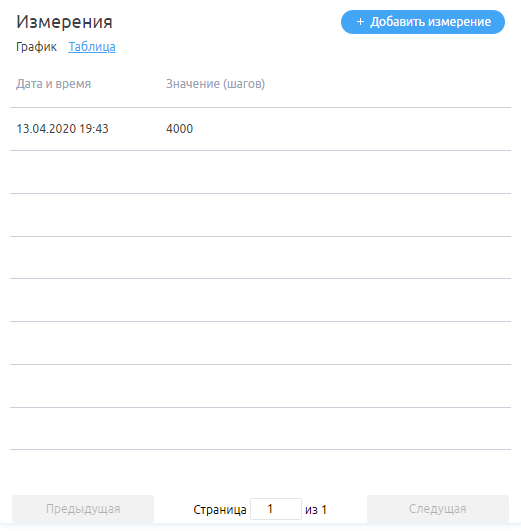 Измерения
+ Добавить измерение
График Таблица
Дата и время Значение (шагов)
13.04.2020 19:43 4000
Предыдущая Страница 1 из 1 Следущая